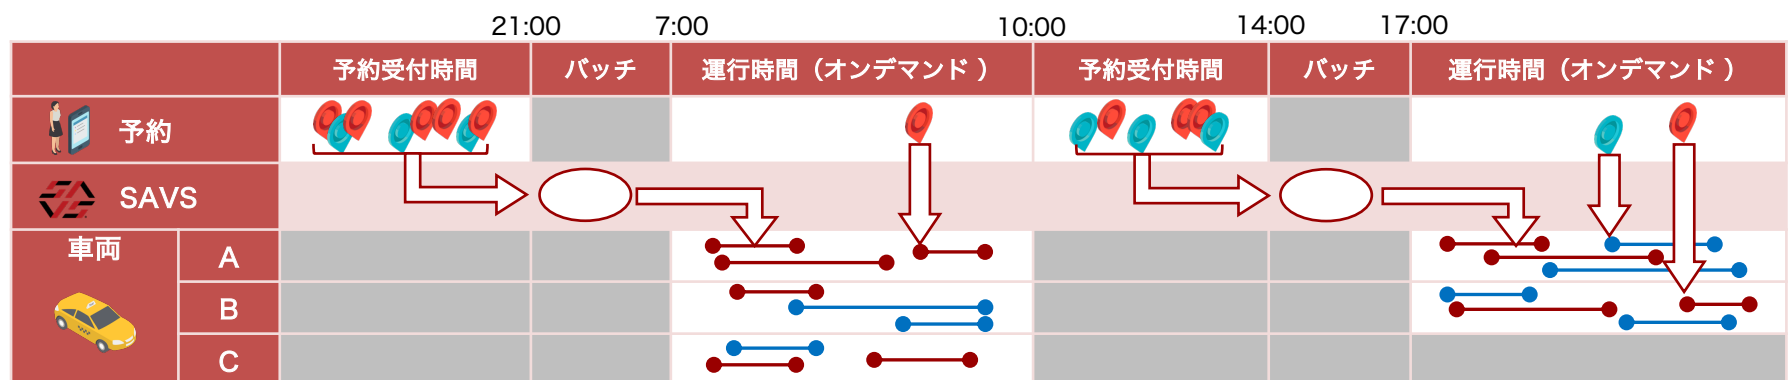 21:00 7:00 10:00 14:00 17:00
予約受付時間 バッチ 運行時間（オンデマンド ） 予約受付時間 バッチ 運行時間（オンデマンド ）
予約
SAVS
車両
A
B
C